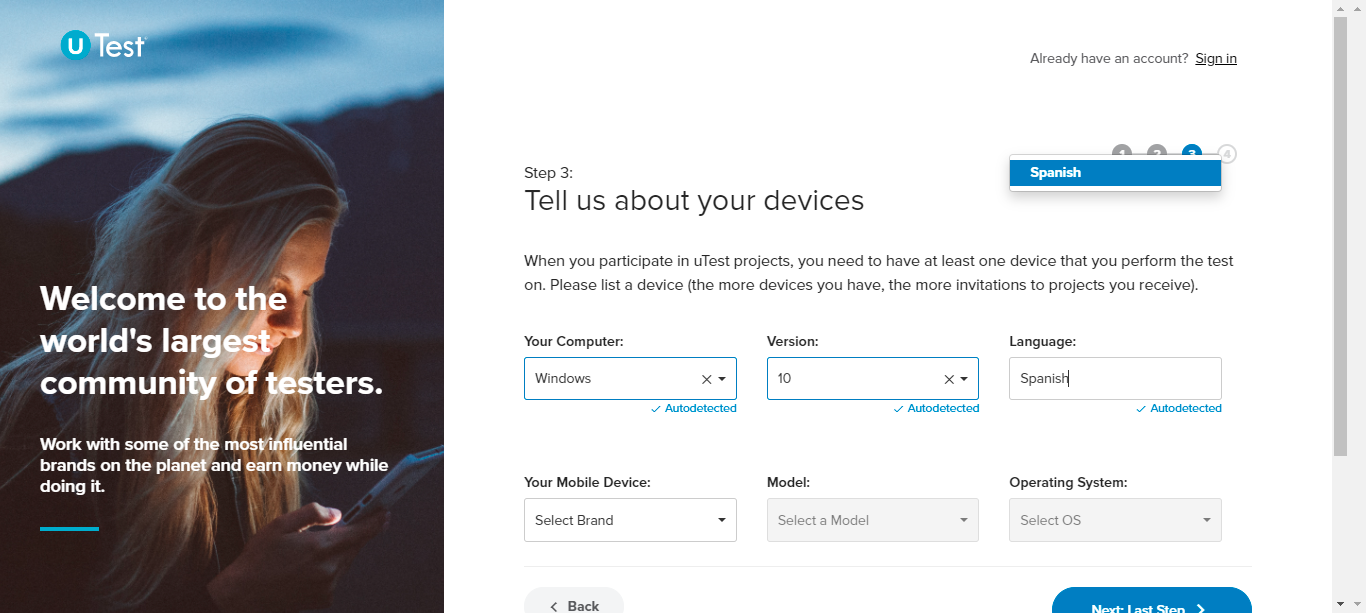 uTest
Already have an account? Sign in
1 2 3 4
Spanish
Step 3:
Tell us about your devices
When you participate in uTest projects, you need to have at least one device that you perform the test
on. Please list a device (the more devices you have, the more invitations to projects you receive).
Welcome to the
world's largest
community of testers.
Work with some of the most influential
brands on the planet and earn money while
doing it.
Your Computer: Version: Language:
Windows 10 Spanish
Autodetected Autodetected Autodetected
Your Mobile Device: Model: Operating System:
Select Brand Select a Model Select OS
Back Next: Last Step